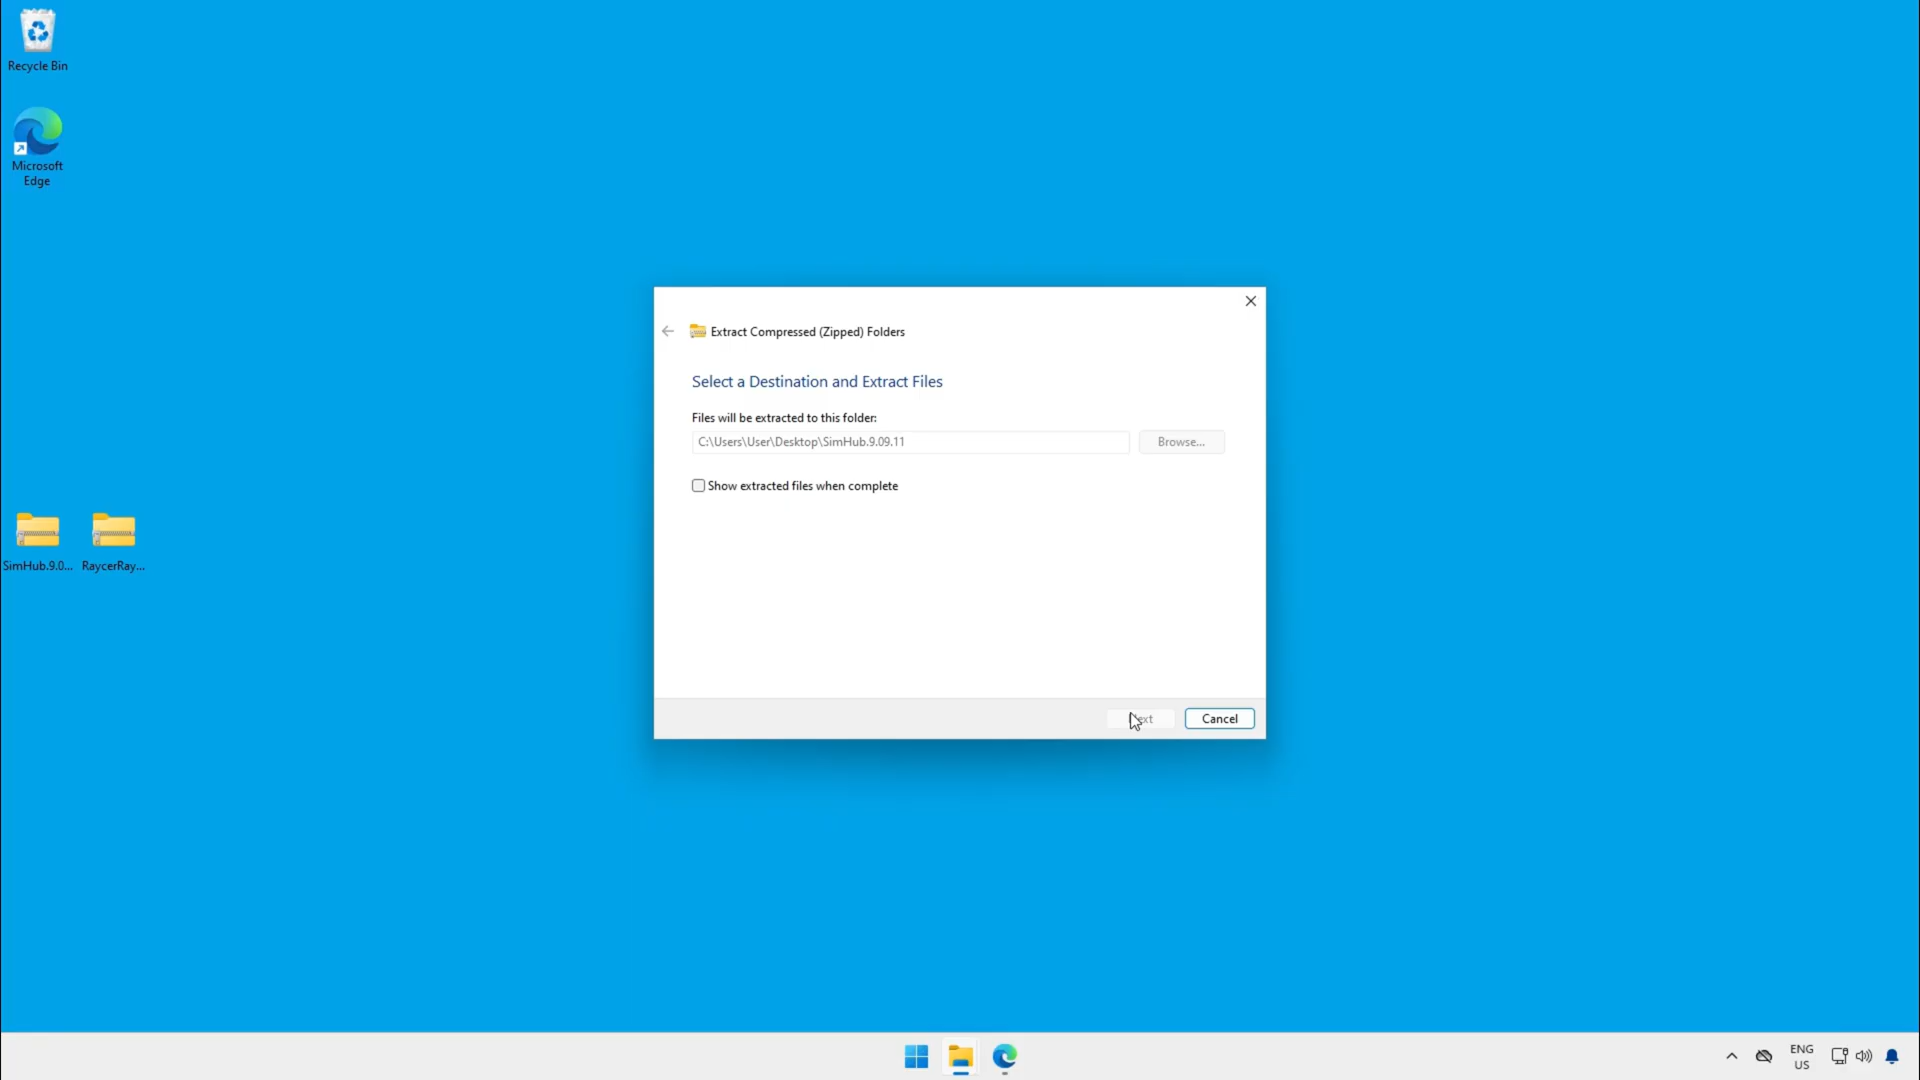 Recycle Bin
Microsoft
Edge
Extract Compressed (Zipped) Folders
Select a Destination and Extract Files
Files will be extracted to this folder:
C:\Users\User\Desktop\SimHub.9.09.11
Browse...
Show extracted files when complete
SimHub.9.0...
RaycerRay...
Cancel
ENG
US